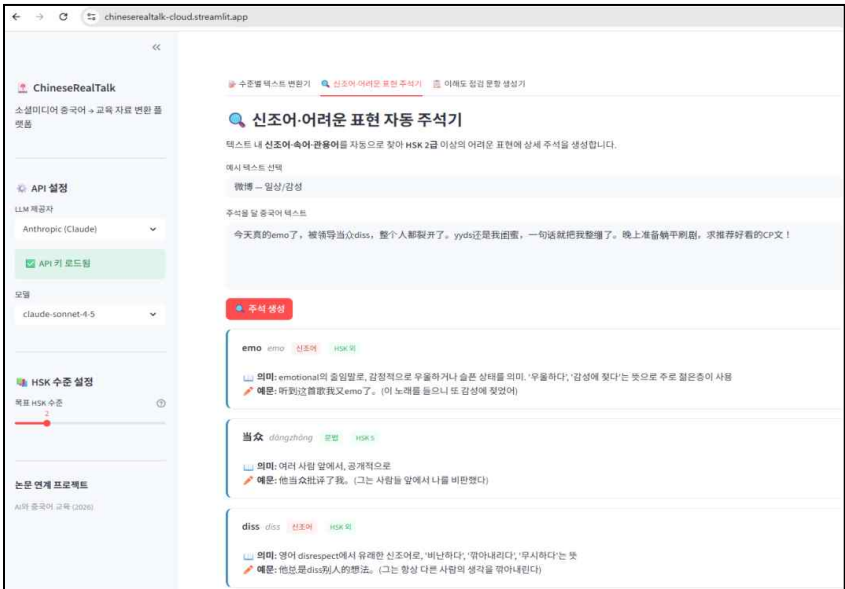 chineserealtalk-cloud.streamlit.app
ChineseRealTalk
소셜미디어 중국어 → 교육 자료 변환 플
랫폼
API 설정
LLM 제공자
Anthropic (Claude)
API 키 로드됨
모델
claude-sonnet-4-5
HSK 수준 설정
목표 HSK 수준
2
논문 연계 프로젝트
AI와 중국어 교육 (2026)
수준별 텍스트 변환기
신조어·어려운 표현 주석기
이해도 점검 문항 생성기
신조어·어려운 표현 자동 주석기
텍스트 내 신조어·속어·관용어를 자동으로 찾아 HSK 2급 이상의 어려운 표현에 상세 주석을 생성합니다.
예시 텍스트 선택
微博 — 일상/감성
주석을 달 중국어 텍스트
今天真的emo了，被领导当众diss，整个人都裂开了。yyds还是我闺蜜，一句话就把我整绷了。晚上准备躺平刷剧，求推荐好看的CP文！
주석 생성
emo emo 신조어 HSK 외
의미: emotional의 줄임말로, 감정적으로 우울하거나 슬픈 상태를 의미. '우울하다', '감성에 젖다'는 뜻으로 주로 젊은층이 사용
예문: 听到这首歌我又emo了。(이 노래를 들으니 또 감성에 젖었어)
当众 dāngzhòng 문법 HSK 5
의미: 여러 사람 앞에서, 공개적으로
예문: 他当众批评了我。(그는 사람들 앞에서 나를 비판했다)
diss diss 신조어 HSK 외
의미: 영어 disrespect에서 유래한 신조어로, '비난하다', '깎아내리다', '무시하다'는 뜻
예문: 他总是diss别人的想法。(그는 항상 다른 사람의 생각을 깎아내린다)